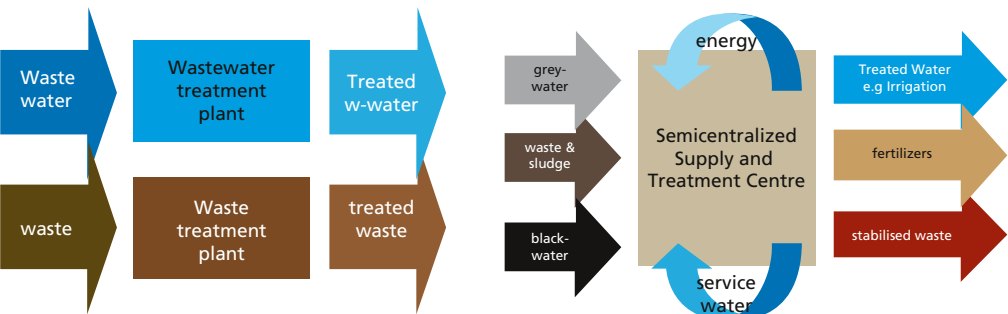 Waste
water
Wastewater
treatment
plant
Treated
w-water
waste
Waste
treatment
plant
treated
waste
grey-
water
waste &
sludge
black-
water
energy
Semicentralized
Supply and
Treatment Centre
service
water
Treated Water
e.g Irrigation
fertilizers
stabilised waste